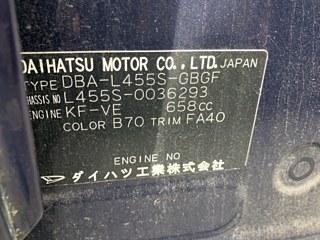 DAIHATSU MOTOR CO., LTD. JAPAN
TYPE DBA-L455S-GBGF
CHASSIS NO L455S-0036293
ENGINE KF-VE 658cc
COLOR B70 TRIM FA40
ENGINE NO
ダイハツ工業株式会社